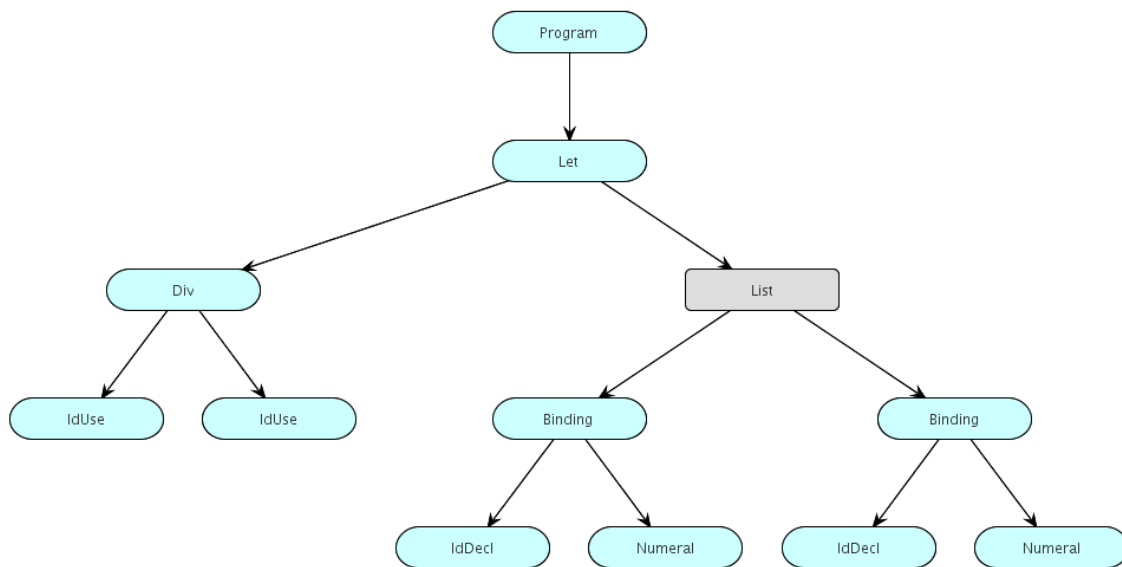 Program
Let
Div
List
IdUse
IdUse
Binding
Binding
IdDecl
Numeral
IdDecl
Numeral